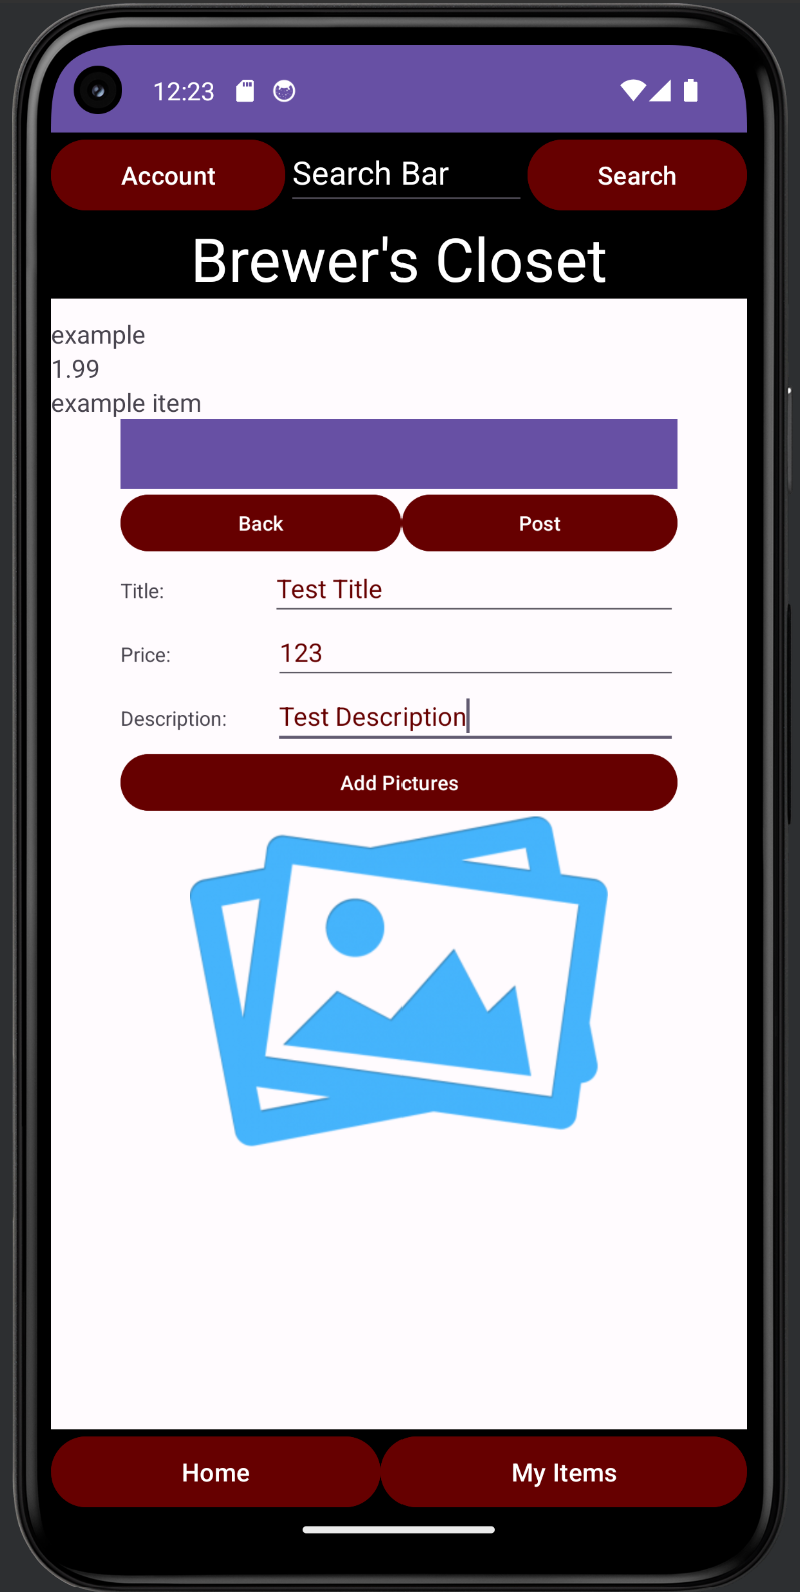 12:23
Account Search Bar Search
Brewer's Closet
example
1.99
example item
Back Post
Title: Test Title
Price: 123
Description: Test Description
Add Pictures
Home My Items